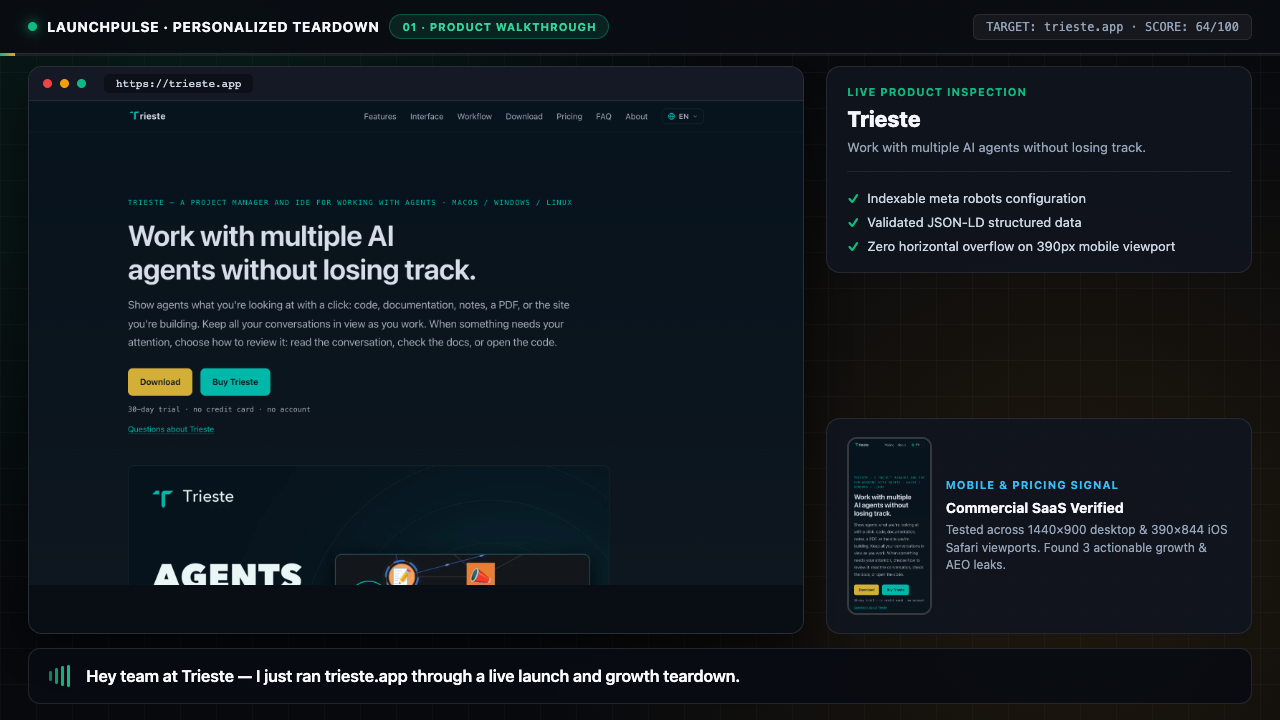 LAUNCHPULSE · PERSONALIZED TEARDOWN
01 · PRODUCT WALKTHROUGH
TARGET: trieste.app · SCORE: 64/100
https://trieste.app
Trieste
Features Interface Workflow Download Pricing FAQ About EN
TRIESTE — A PROJECT MANAGER AND IDE FOR WORKING WITH AGENTS · MACOS / WINDOWS / LINUX
Work with multiple AI
agents without losing track.
Show agents what you're looking at with a click: code, documentation, notes, a PDF, or the site
you're building. Keep all your conversations in view as you work. When something needs your
attention, choose how to review it: read the conversation, check the docs, or open the code.
Download Buy Trieste
30-day trial · no credit card · no account
Questions about Trieste
Trieste
AGENTS
LIVE PRODUCT INSPECTION
Trieste
Work with multiple AI agents without losing track.
Indexable meta robots configuration
Validated JSON-LD structured data
Zero horizontal overflow on 390px mobile viewport
Work with multiple
AI agents without
losing track.
Download Buy Trieste
MOBILE & PRICING SIGNAL
Commercial SaaS Verified
Tested across 1440×900 desktop & 390×844 iOS
Safari viewports. Found 3 actionable growth &
AEO leaks.
Hey team at Trieste — I just ran trieste.app through a live launch and growth teardown.